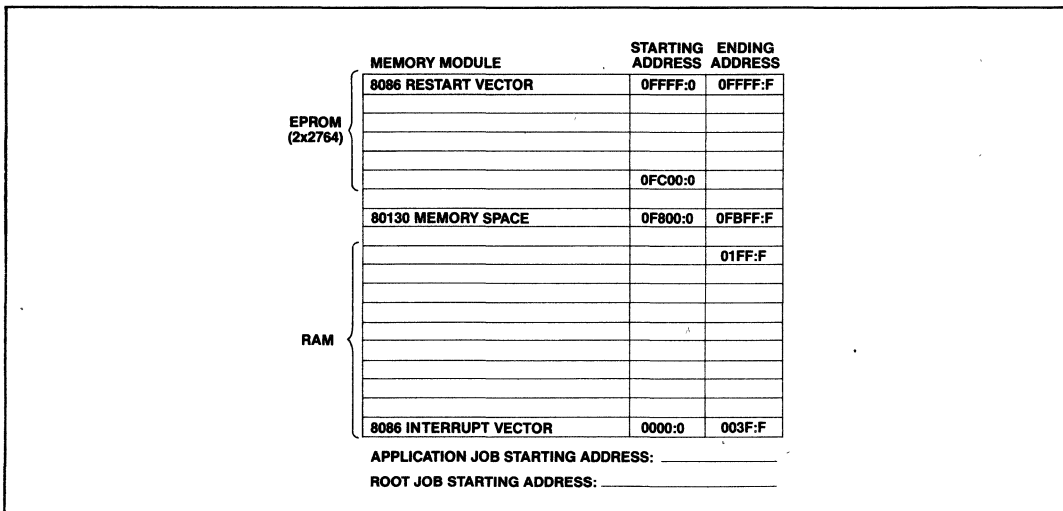 STARTING ENDING
MEMORY MODULE ADDRESS ADDRESS
8086 RESTART VECTOR 0FFFF:0 0FFFF:F
EPROM
(2x2764)
0FC00:0
80130 MEMORY SPACE 0F800:0 0FBFF:F
01FF:F
RAM
8086 INTERRUPT VECTOR 0000:0 003F:F
APPLICATION JOB STARTING ADDRESS:
ROOT JOB STARTING ADDRESS: